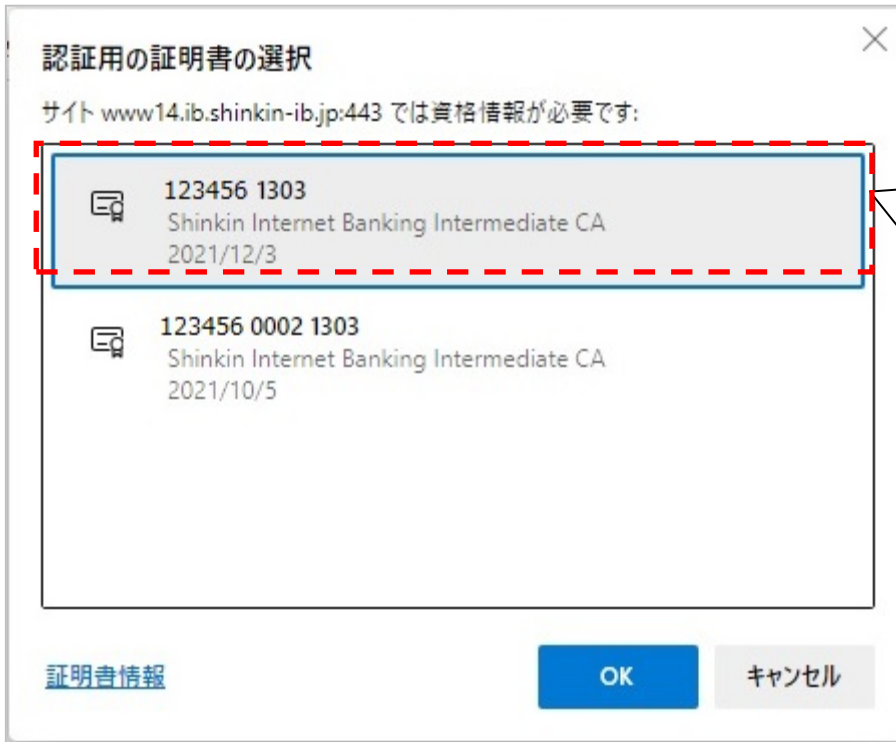 認証用の証明書の選択
サイト www14.ib.shinkin-ib.jp:443 では資格情報が必要です:
123456 1303
Shinkin Internet Banking Intermediate CA
2021/12/3
123456 0002 1303
Shinkin Internet Banking Intermediate CA
2021/10/5
証明書情報
OK
キャンセル